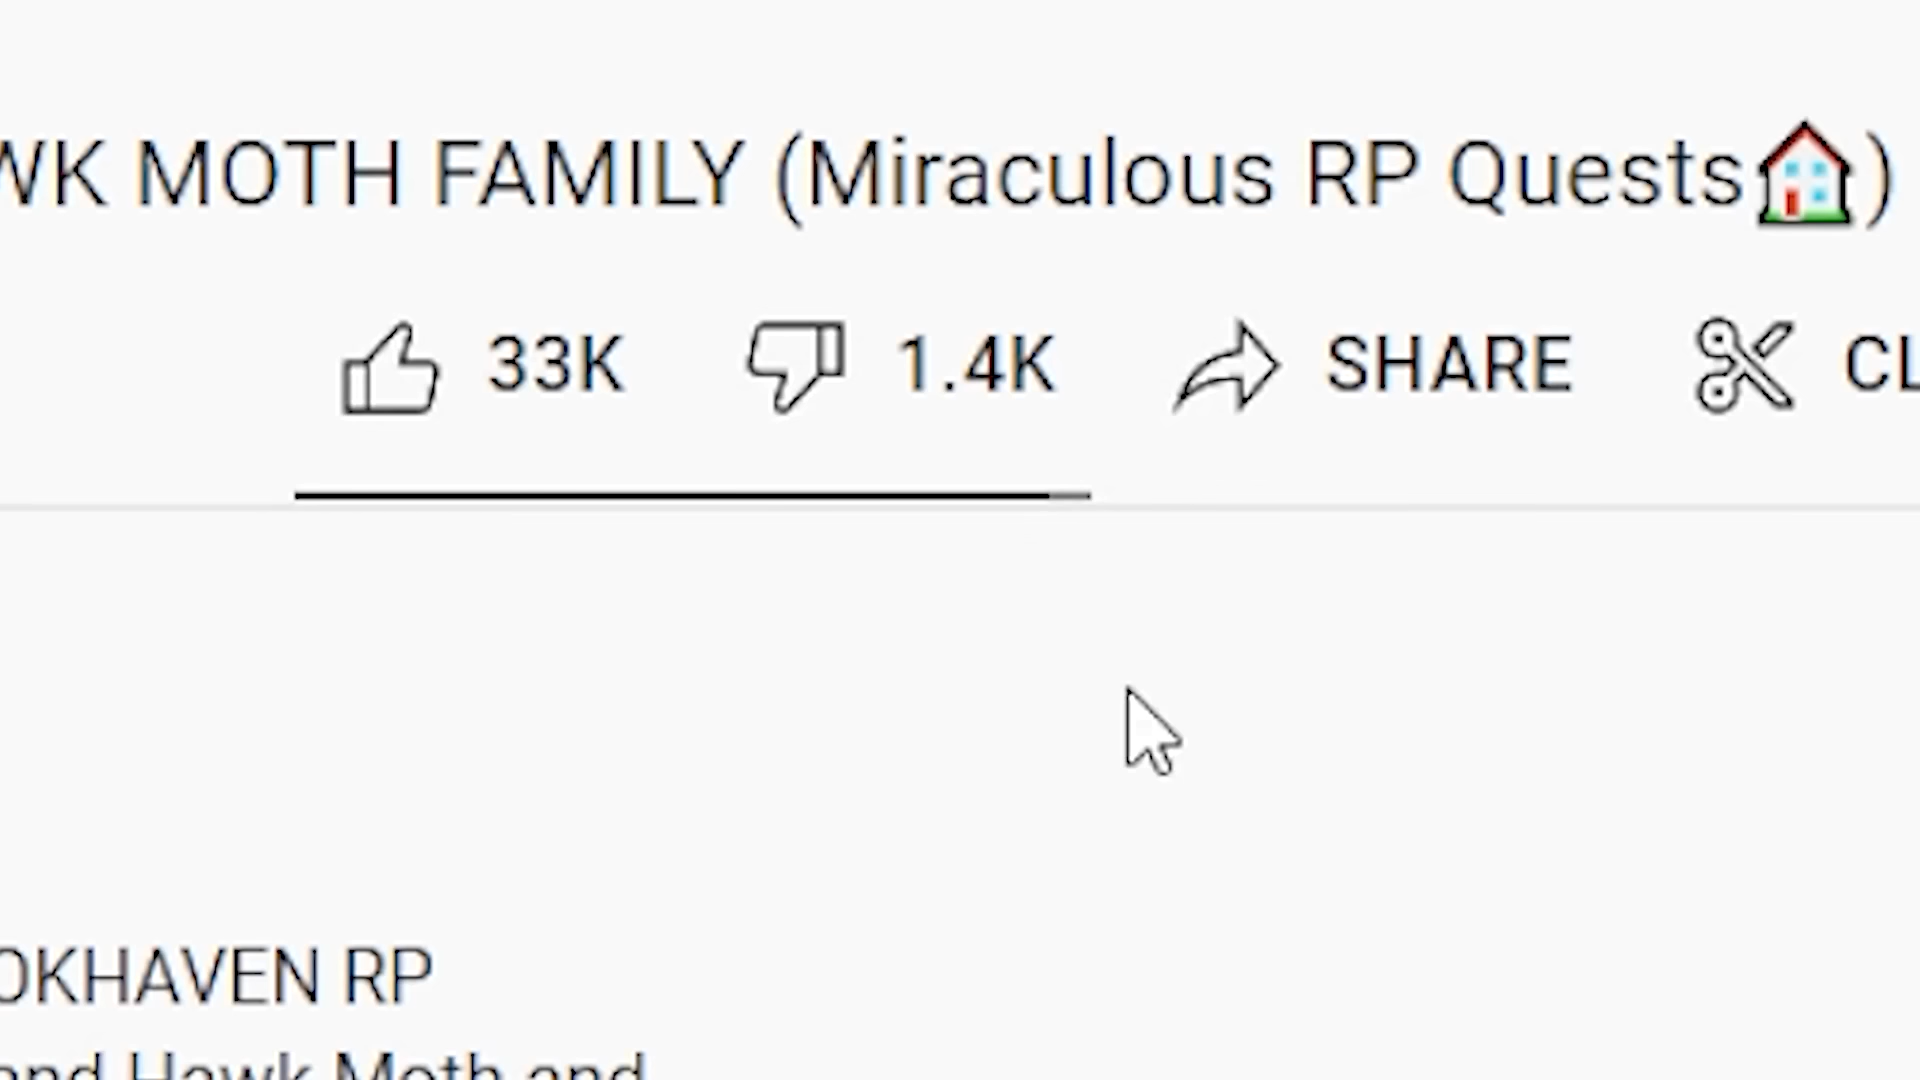 WK MOTH FAMILY (Miraculous RP Quests🏠)
33K 1.4K SHARE CL
OKHAVEN RP
and Hawk Moth and